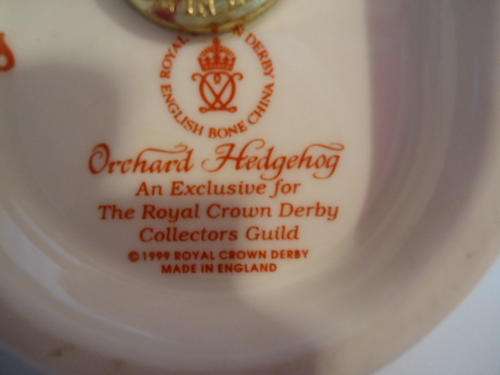 ROYAL DERBY
ENGLISH BONE CHINA
Orchard Hedgehog
An Exclusive for
The Royal Crown Derby
Collectors Guild
© 1999 ROYAL CROWN DERBY
MADE IN ENGLAND